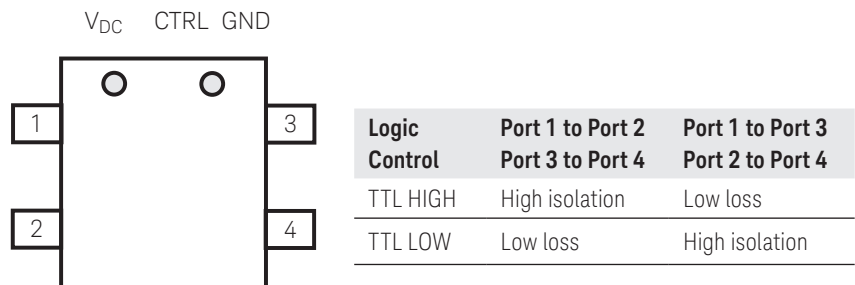 V_DC CTRL GND
1
3
2
4
Logic Control Port 1 to Port 2 Port 3 to Port 4 Port 1 to Port 3 Port 2 to Port 4
TTL HIGH High isolation Low loss
TTL LOW Low loss High isolation